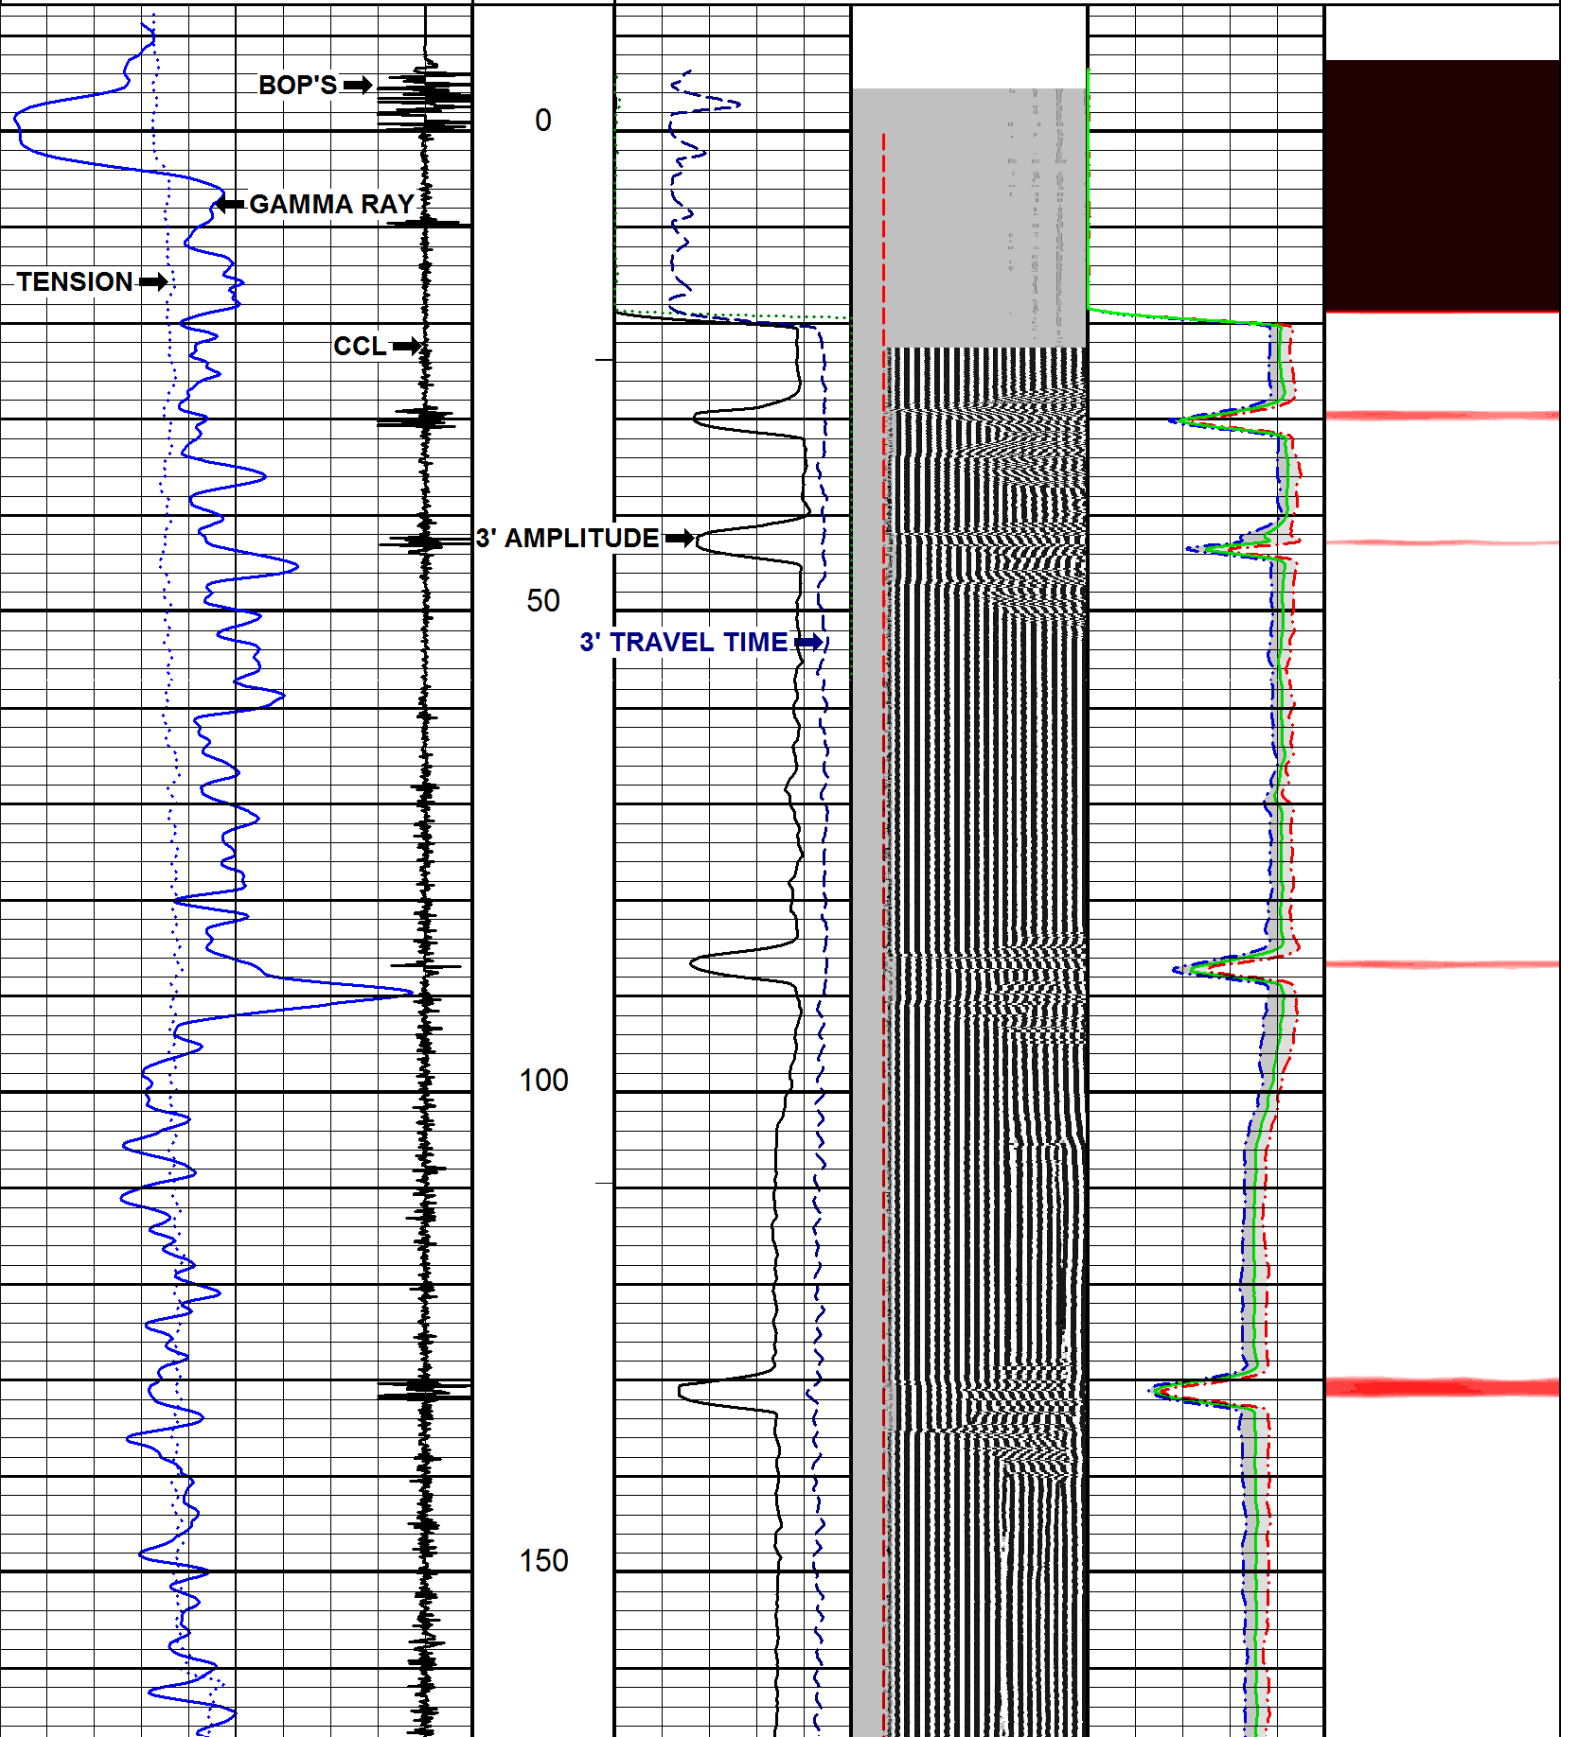 BOP'S
0
GAMMA RAY
TENSION
CCL
3' AMPLITUDE
50
3' TRAVEL TIME
100
150